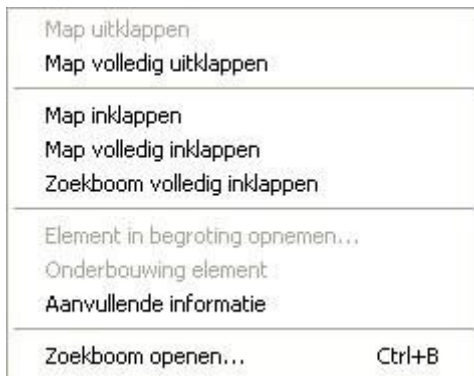 Map uitklappen
Map volledig uitklappen
Map inklappen
Map volledig inklappen
Zoekboom volledig inklappen
Element in begroting opnemen...
Onderbouwing element
Aanvullende informatie
Zoekboom openen... Ctrl+B